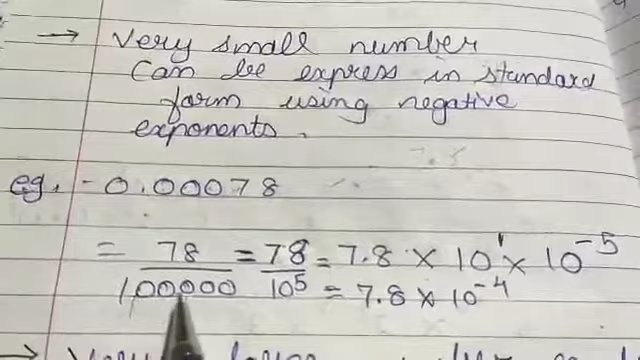 → Very small number
Can be express in standard
form using negative
exponents.
eg. - 0.00078
= 78/100000 = 78/10⁵ = 7.8 × 10¹ × 10⁻⁵
= 7.8 × 10⁻⁴
→